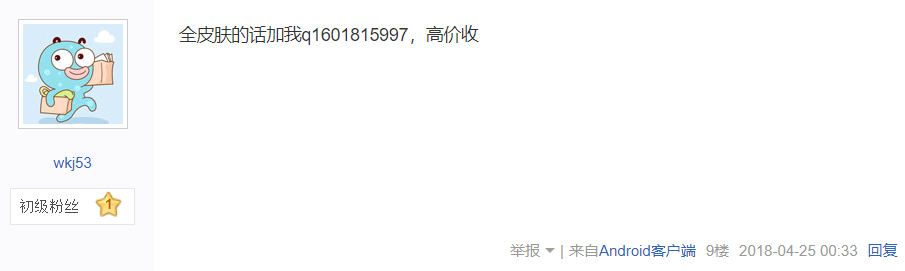 全皮肤的话加我q1601815997，高价收
wkj53
初级粉丝 1
举报 | 来自Android客户端 9楼 2018-04-25 00:33 回复